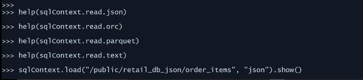 >>>
>>> help(sqlContext.read.json)
>>> help(sqlContext.read.orc)
>>> help(sqlContext.read.parquet)
>>> help(sqlContext.read.text)
>>> sqlContext.load("/public/retail_db_json/order_items", "json").show()